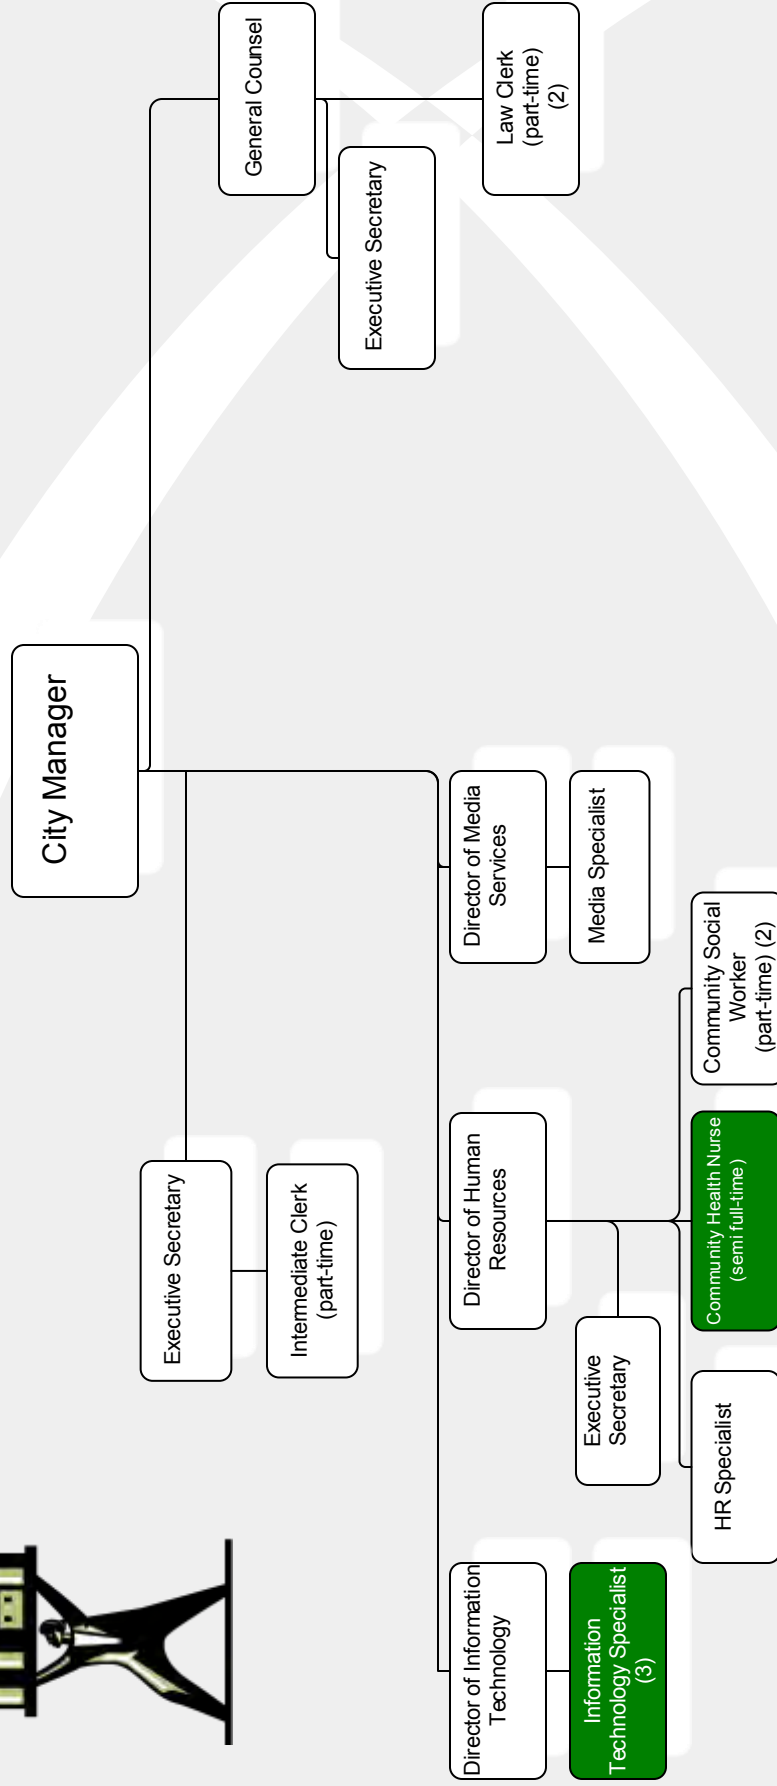 City Manager
General Counsel
Executive Secretary
Law Clerk
(part-time)
(2)
Executive Secretary
Intermediate Clerk
(part-time)
Director of Information
Technology
Information
Technology Specialist
(3)
Director of Human
Resources
Executive
Secretary
HR Specialist
Community Health Nurse
(semi full-time)
Community Social
Worker
(part-time) (2)
Director of Media
Services
Media Specialist